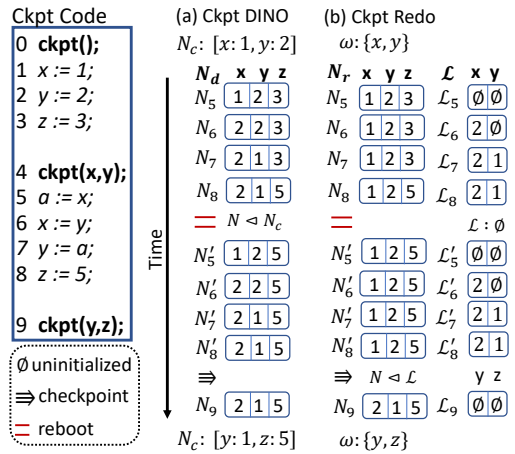 Ckpt Code
0 ckpt();
1 x := 1;
2 y := 2;
3 z := 3;
4 ckpt(x,y);
5 a := x;
6 x := y;
7 y := a;
8 z := 5;
9 ckpt(y,z);
∅ uninitialized
⇛ checkpoint
= reboot
Time
(a) Ckpt DINO
N_c: [x: 1, y: 2]
N_d x y z
N_5 1 2 3
N_6 2 2 3
N_7 2 1 3
N_8 2 1 5
= N ⊲ N_c
N'_5 1 2 5
N'_6 2 2 5
N'_7 2 1 5
N'_8 2 1 5
⇛
N_9 2 1 5
N_c: [y: 1, z: 5]
(b) Ckpt Redo
ω: {x, y}
N_r x y z ℒ x y
N_5 1 2 3 ℒ_5 ∅ ∅
N_6 1 2 3 ℒ_6 2 ∅
N_7 1 2 3 ℒ_7 2 1
N_8 1 2 5 ℒ_8 2 1
= ℒ : ∅
N'_5 1 2 5 ℒ'_5 ∅ ∅
N'_6 1 2 5 ℒ'_6 2 ∅
N'_7 1 2 5 ℒ'_7 2 1
N'_8 1 2 5 ℒ'_8 2 1
⇛ N ⊲ ℒ y z
N_9 2 1 5 ℒ_9 ∅ ∅
ω: {y, z}